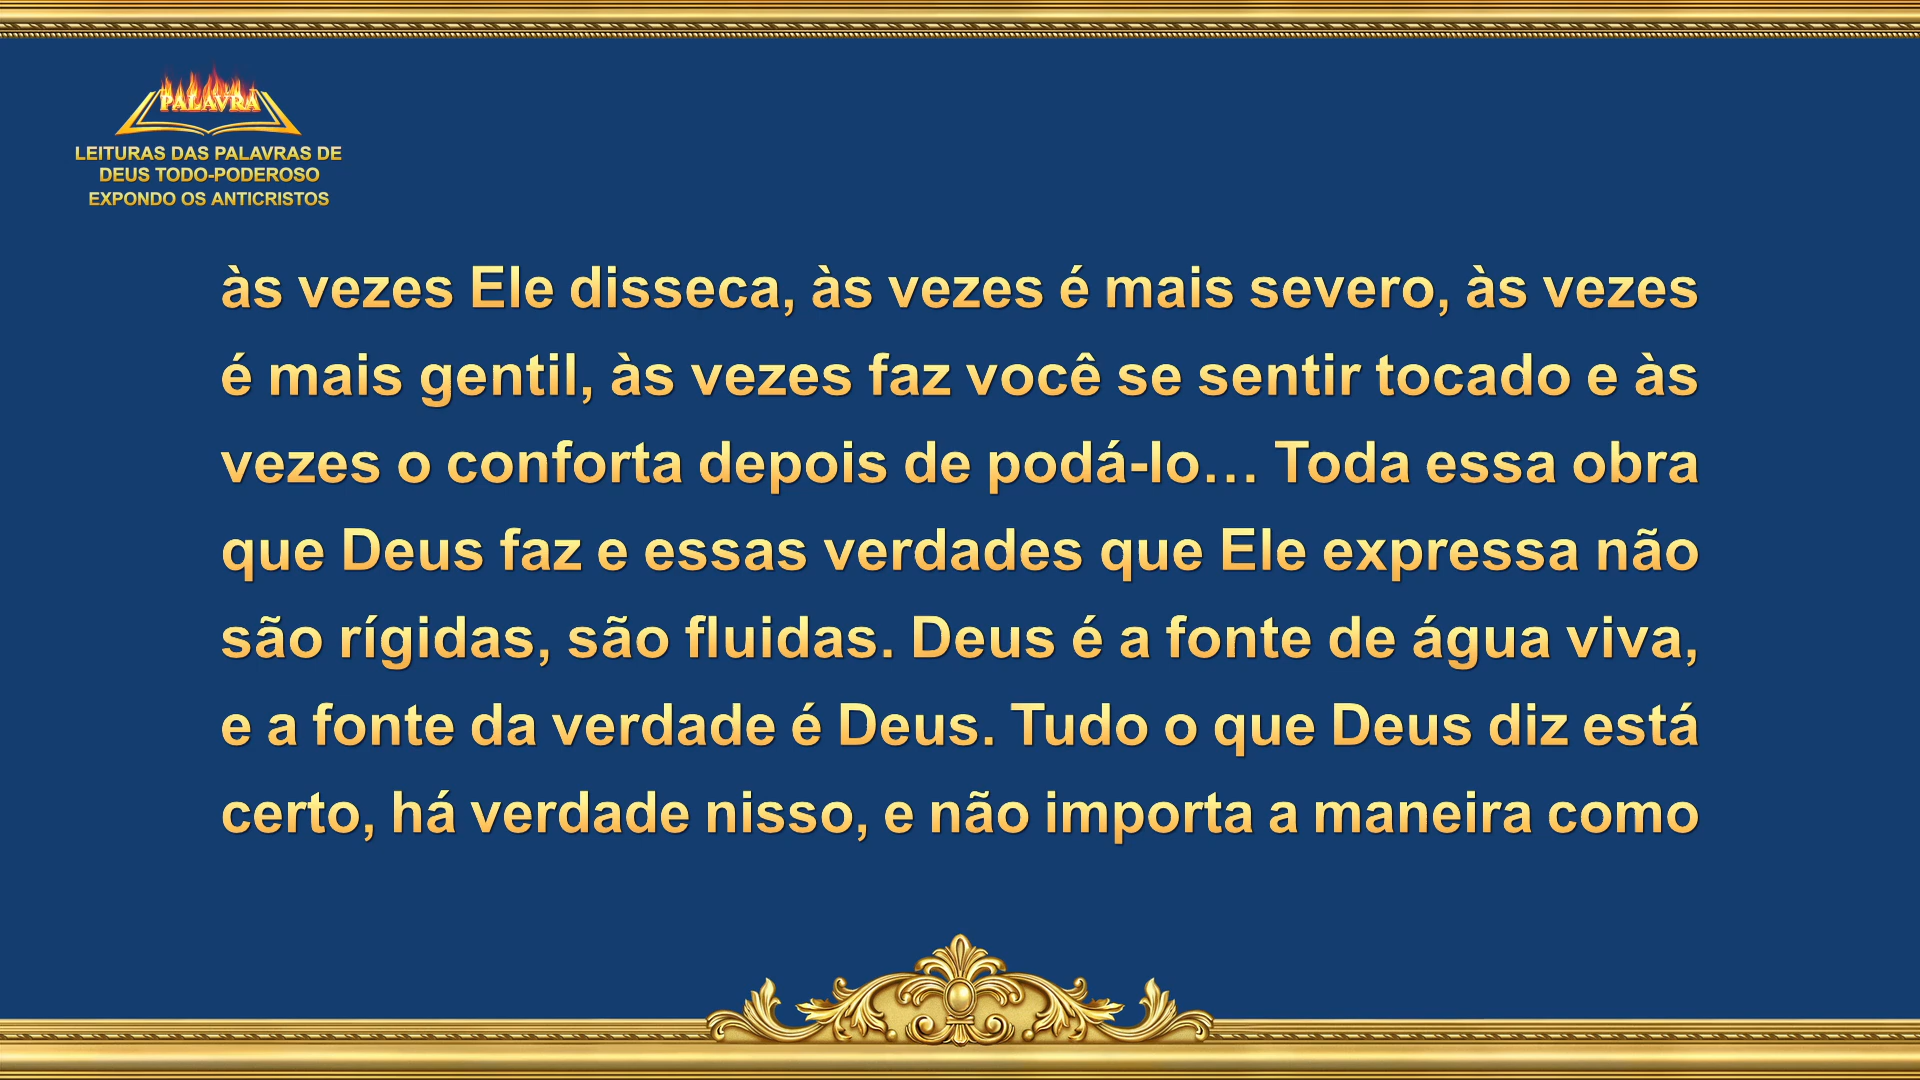 PALAVRA
LEITURAS DAS PALAVRAS DE
DEUS TODO-PODEROSO
EXPONDO OS ANTICRISTOS
às vezes Ele disseca, às vezes é mais severo, às vezes
é mais gentil, às vezes faz você se sentir tocado e às
vezes o conforta depois de podá-lo… Toda essa obra
que Deus faz e essas verdades que Ele expressa não
são rígidas, são fluidas. Deus é a fonte de água viva,
e a fonte da verdade é Deus. Tudo o que Deus diz está
certo, há verdade nisso, e não importa a maneira como